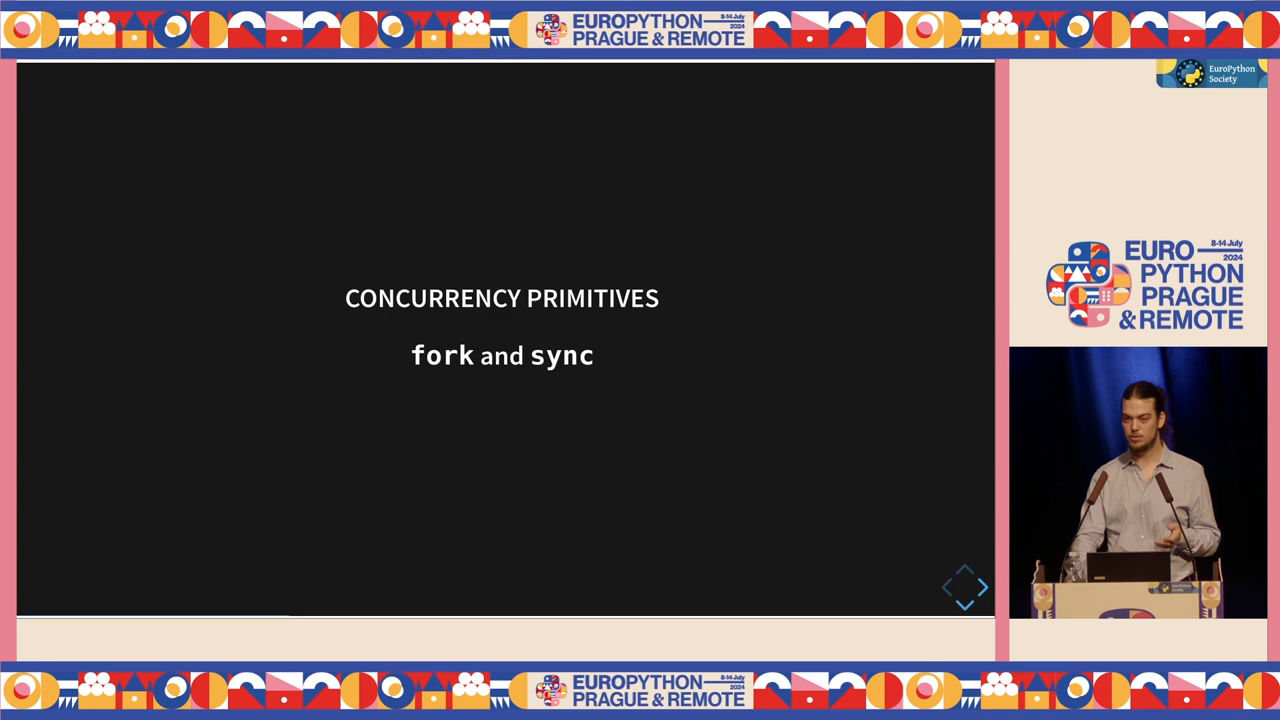 EUROPYTHON
8-14 July
2024
PRAGUE & REMOTE
EuroPython
Society
CONCURRENCY PRIMITIVES
fork and sync
EURO
8-14 July
2024
PYTHON
PRAGUE
& REMOTE
EUROPYTHON
8-14 July
2024
PRAGUE & REMOTE